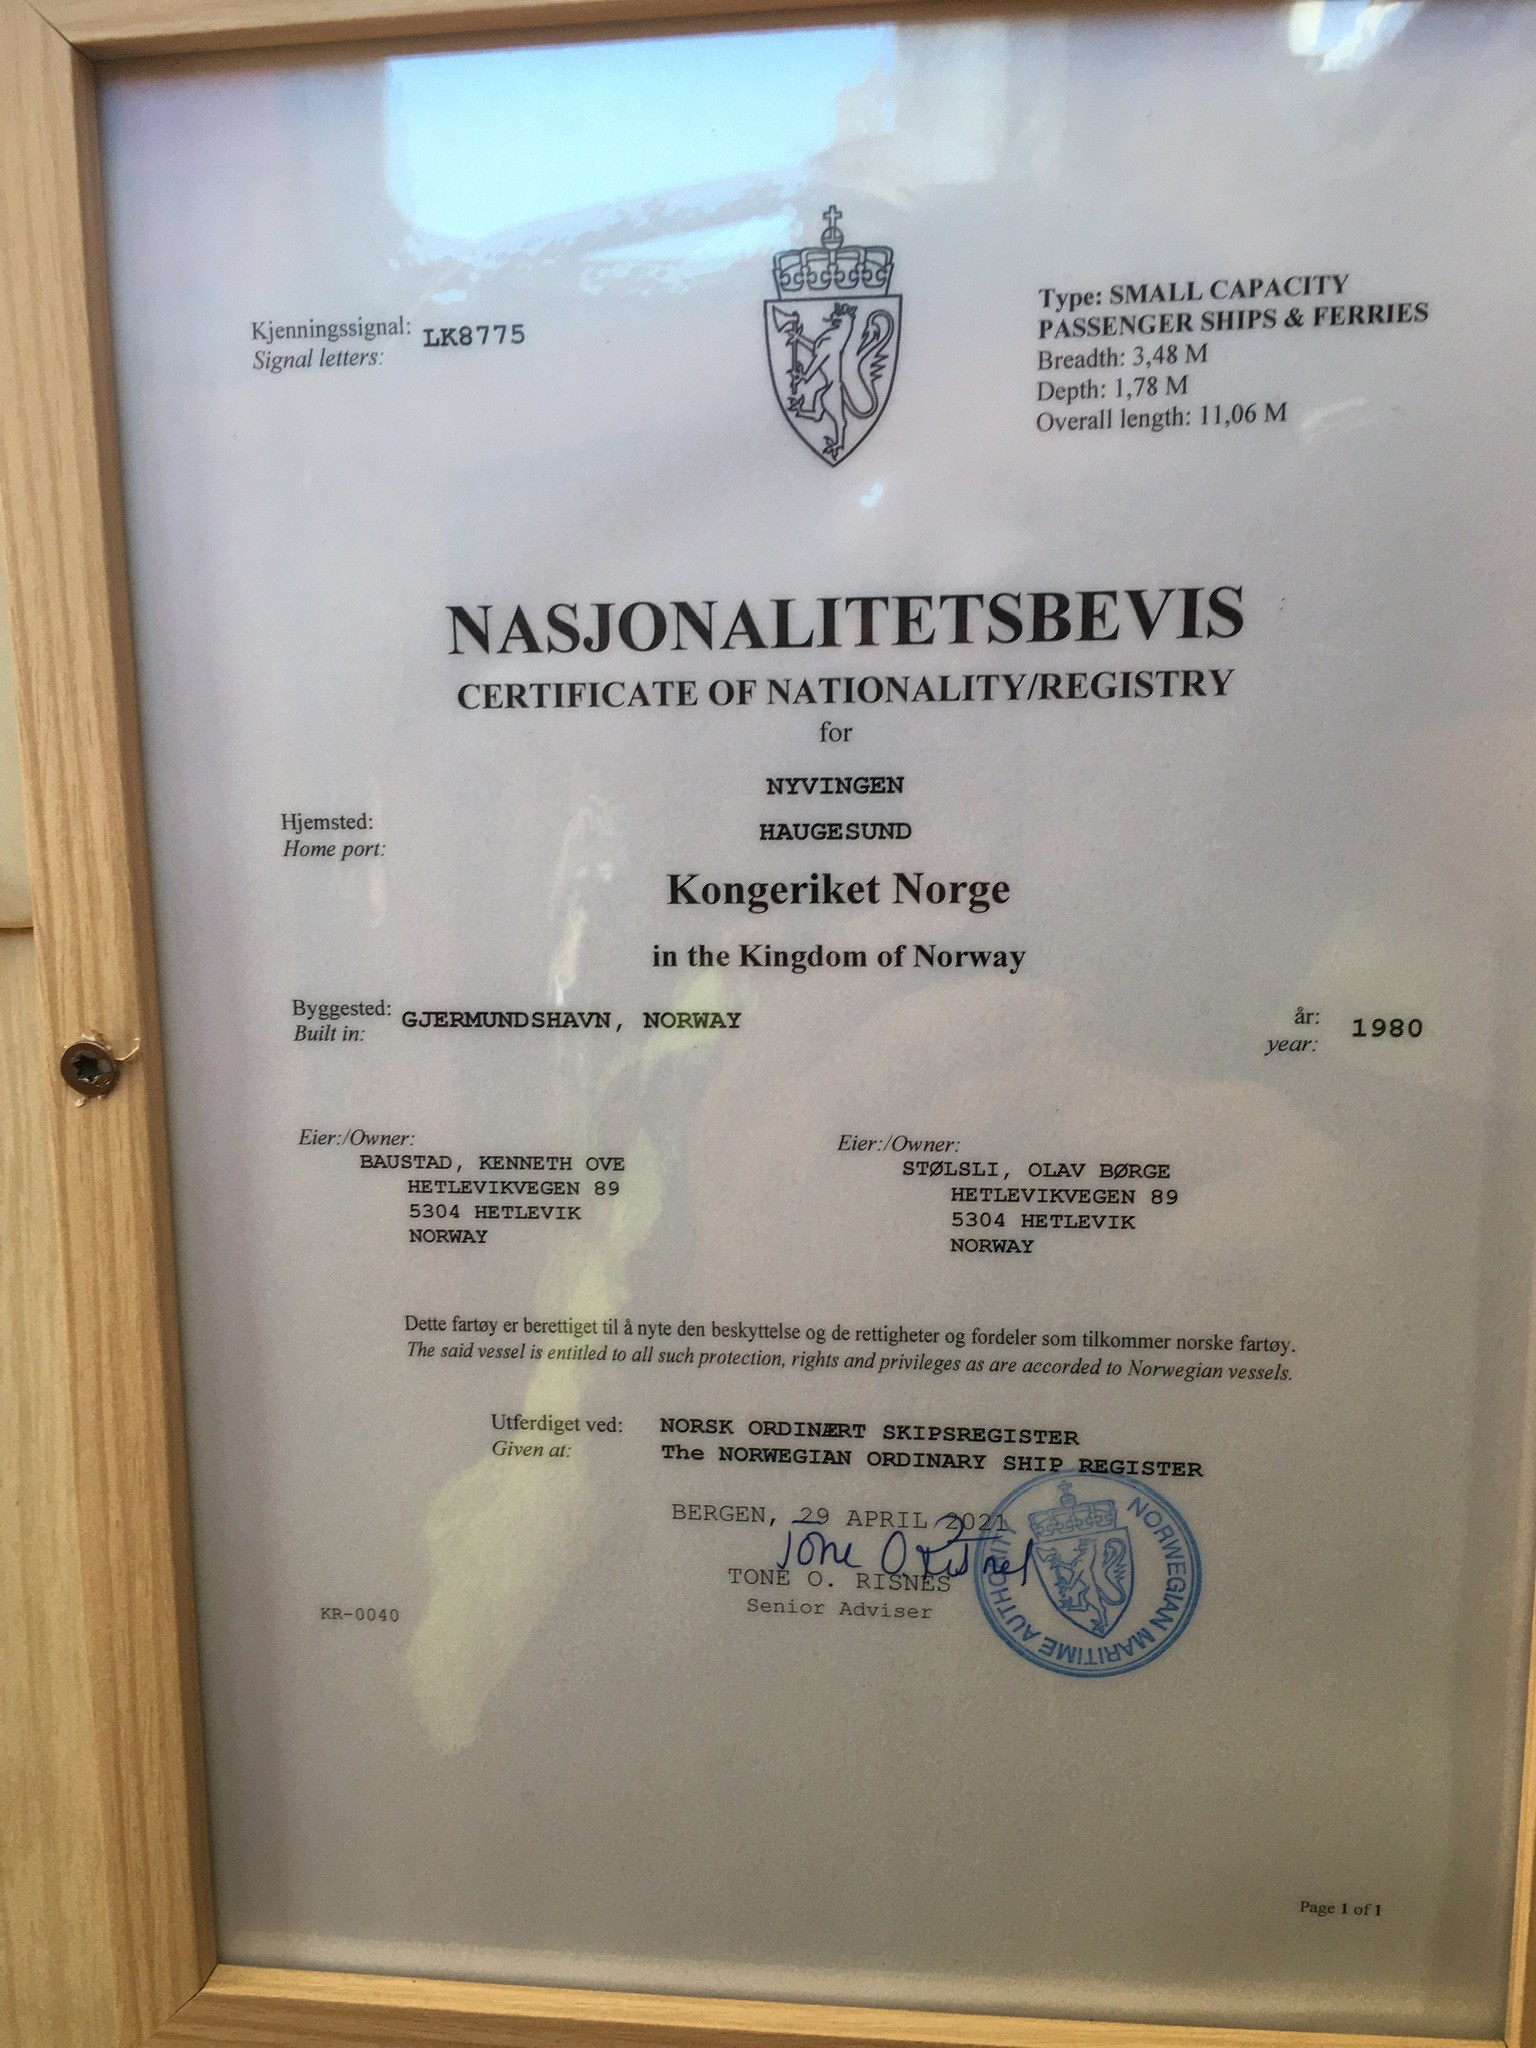 Kjenningssignal: LK8775
Signal letters:
Type: SMALL CAPACITY
PASSENGER SHIPS & FERRIES
Breadth: 3,48 M
Depth: 1,78 M
Overall length: 11,06 M
NASJONALITETSBEVIS
CERTIFICATE OF NATIONALITY/REGISTRY
for
NYVINGEN
Hjemsted:
Home port:
HAUGESUND
Kongeriket Norge
in the Kingdom of Norway
Byggested: GJERMUNDSHAVN, NORWAY
Built in:
år: 1980
year:
Eier:/Owner:
BAUSTAD, KENNETH OVE
HETLEVIKVEGEN 89
5304 HETLEVIK
NORWAY
Eier:/Owner:
STØLSLI, OLAV BØRGE
HETLEVIKVEGEN 89
5304 HETLEVIK
NORWAY
Dette fartøy er berettiget til å nyte den beskyttelse og de rettigheter og fordeler som tilkommer norske fartøy.
The said vessel is entitled to all such protection, rights and privileges as are accorded to Norwegian vessels.
Utferdiget ved: NORSK ORDINÆRT SKIPSREGISTER
Given at: The NORWEGIAN ORDINARY SHIP REGISTER
BERGEN, 29 APRIL 2021
Tone O. Risnes
TONE O. RISNES
Senior Adviser
NORWEGIAN MARITIME AUTHORITY
KR-0040
Page 1 of 1